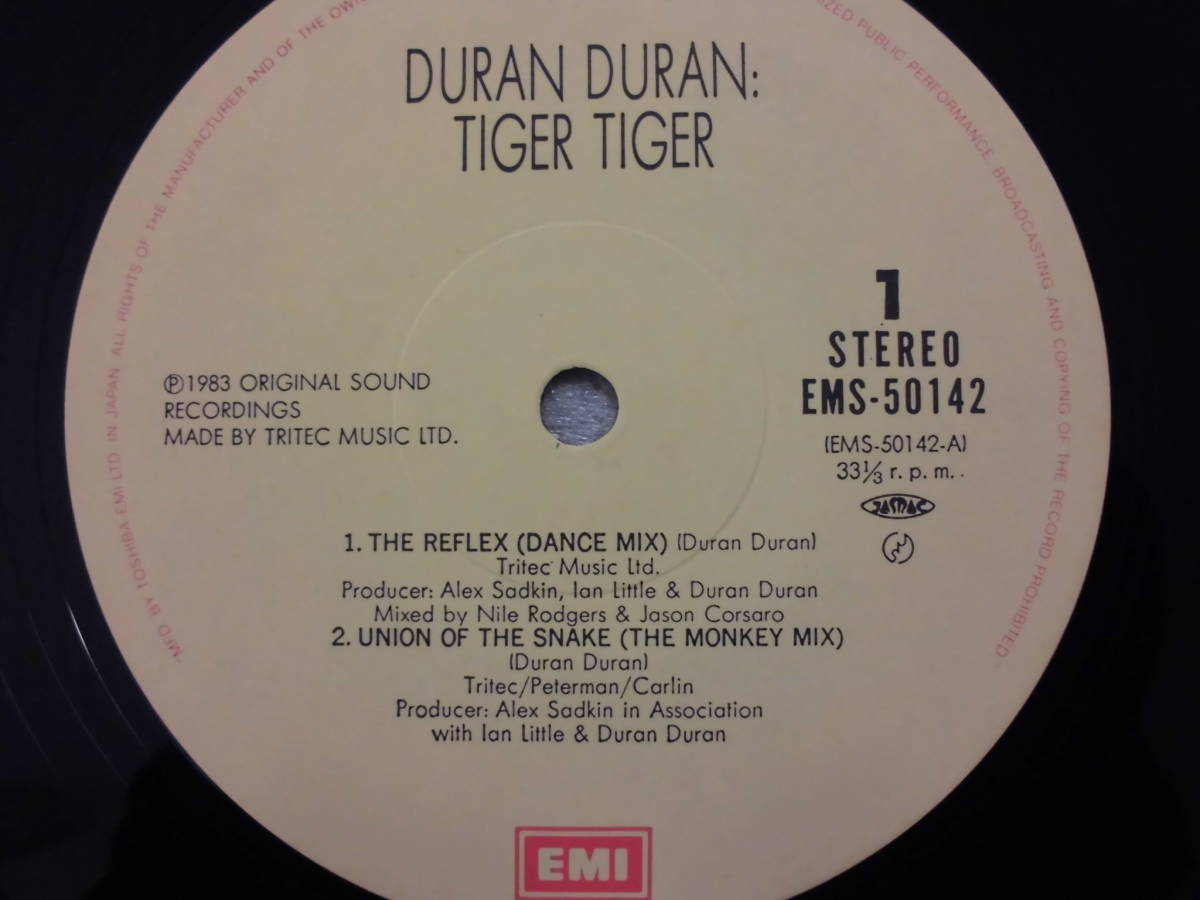 DURAN DURAN:
TIGER TIGER
1
STEREO
EMS-50142
(EMS-50142-A)
33⅓ r. p. m.
JASRAC
℗1983 ORIGINAL SOUND
RECORDINGS
MADE BY TRITEC MUSIC LTD.
1. THE REFLEX (DANCE MIX) (Duran Duran)
Tritec Music Ltd.
Producer: Alex Sadkin, Ian Little & Duran Duran
Mixed by Nile Rodgers & Jason Corsaro
2. UNION OF THE SNAKE (THE MONKEY MIX)
(Duran Duran)
Tritec/Peterman/Carlin
Producer: Alex Sadkin in Association
with Ian Little & Duran Duran
EMI
"MFD BY TOSHIBA EMI LTD IN JAPAN ALL RIGHTS OF THE MANUFACTURER AND OF THE
PUBLIC PERFORMANCE BROADCASTING AND COPYING OF THE RECORD PROHIBITED"